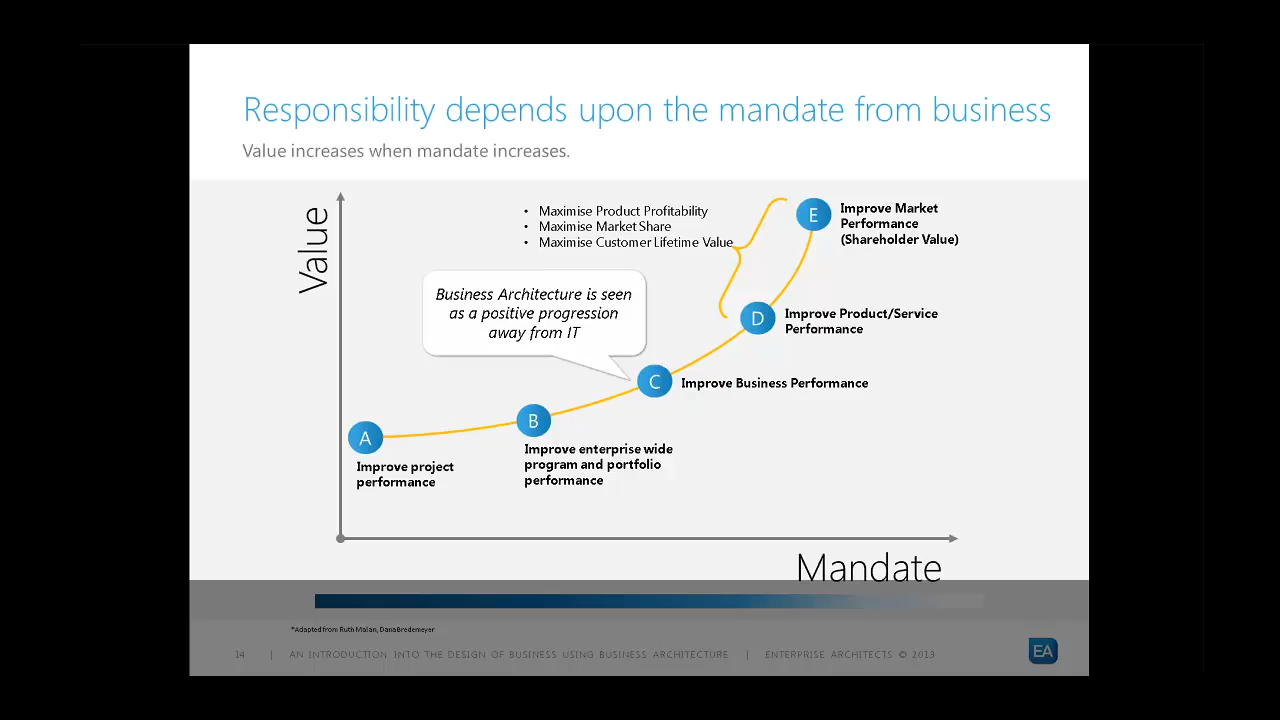 Responsibility depends upon the mandate from business
Value increases when mandate increases.
Value
• Maximise Product Profitability
• Maximise Market Share
• Maximise Customer Lifetime Value
E
Improve Market
Performance
(Shareholder Value)
Business Architecture is seen
as a positive progression
away from IT
D
Improve Product/Service
Performance
C
Improve Business Performance
B
Improve enterprise wide
program and portfolio
performance
A
Improve project
performance
Mandate
*Adapted from Ruth Malan, Dana Bredemeyer
14 | AN INTRODUCTION INTO THE DESIGN OF BUSINESS USING BUSINESS ARCHITECTURE | ENTERPRISE ARCHITECTS © 2013
EA